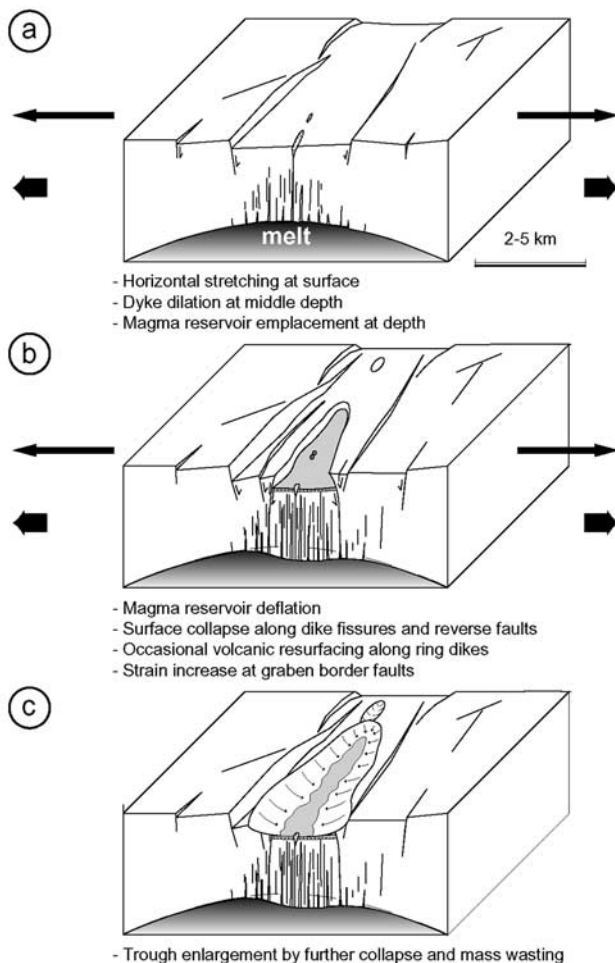 a
melt
2-5 km
- Horizontal stretching at surface
- Dyke dilation at middle depth
- Magma reservoir emplacement at depth
b
- Magma reservoir deflation
- Surface collapse along dike fissures and reverse faults
- Occasional volcanic resurfacing along ring dikes
- Strain increase at graben border faults
c
- Trough enlargement by further collapse and mass wasting